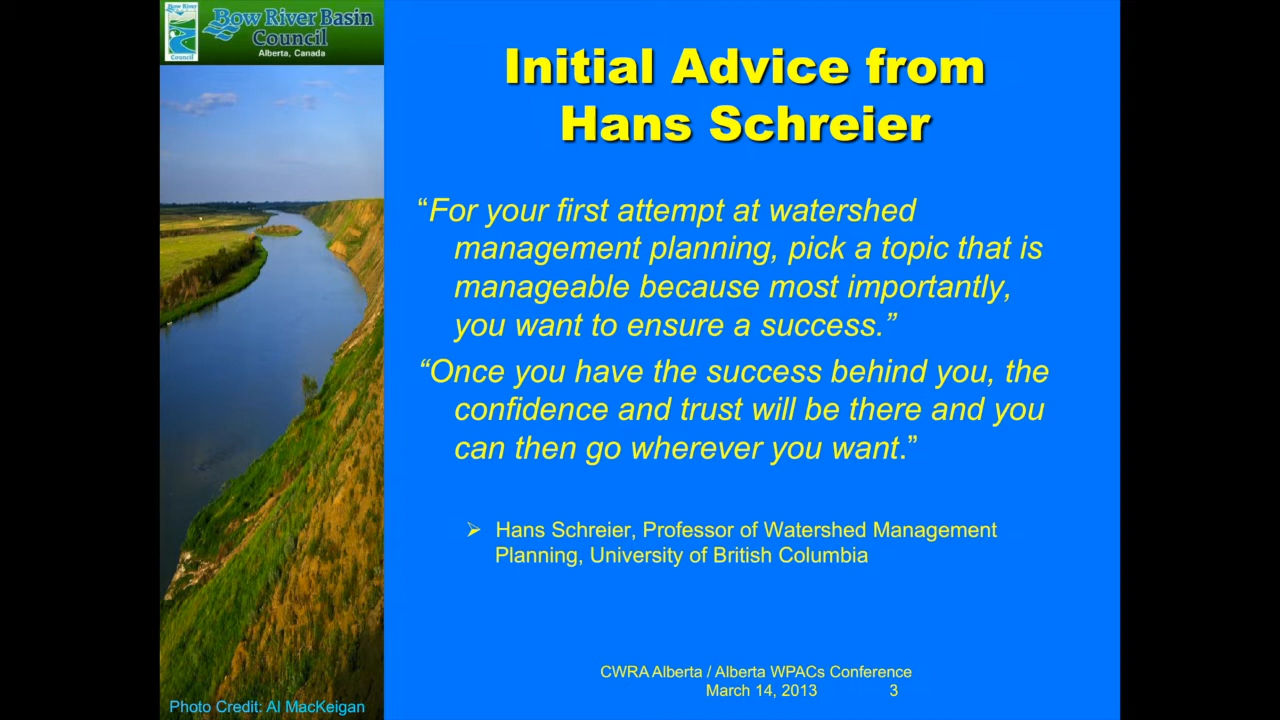 Bow River
Council
Bow River Basin
Council
Alberta, Canada
Initial Advice from
Hans Schreier
“For your first attempt at watershed
management planning, pick a topic that is
manageable because most importantly,
you want to ensure a success.”
“Once you have the success behind you, the
confidence and trust will be there and you
can then go wherever you want.”
➢ Hans Schreier, Professor of Watershed Management
Planning, University of British Columbia
CWRA Alberta / Alberta WPACs Conference
March 14, 2013 3
Photo Credit: Al MacKeigan